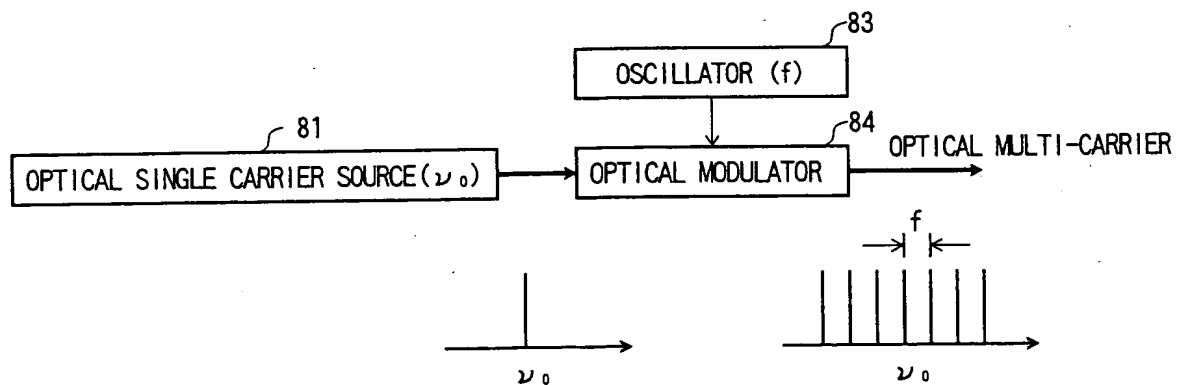 83
OSCILLATOR (f)
81
84
OPTICAL MULTI-CARRIER
OPTICAL SINGLE CARRIER SOURCE(ν₀)
OPTICAL MODULATOR
f
ν₀
ν₀